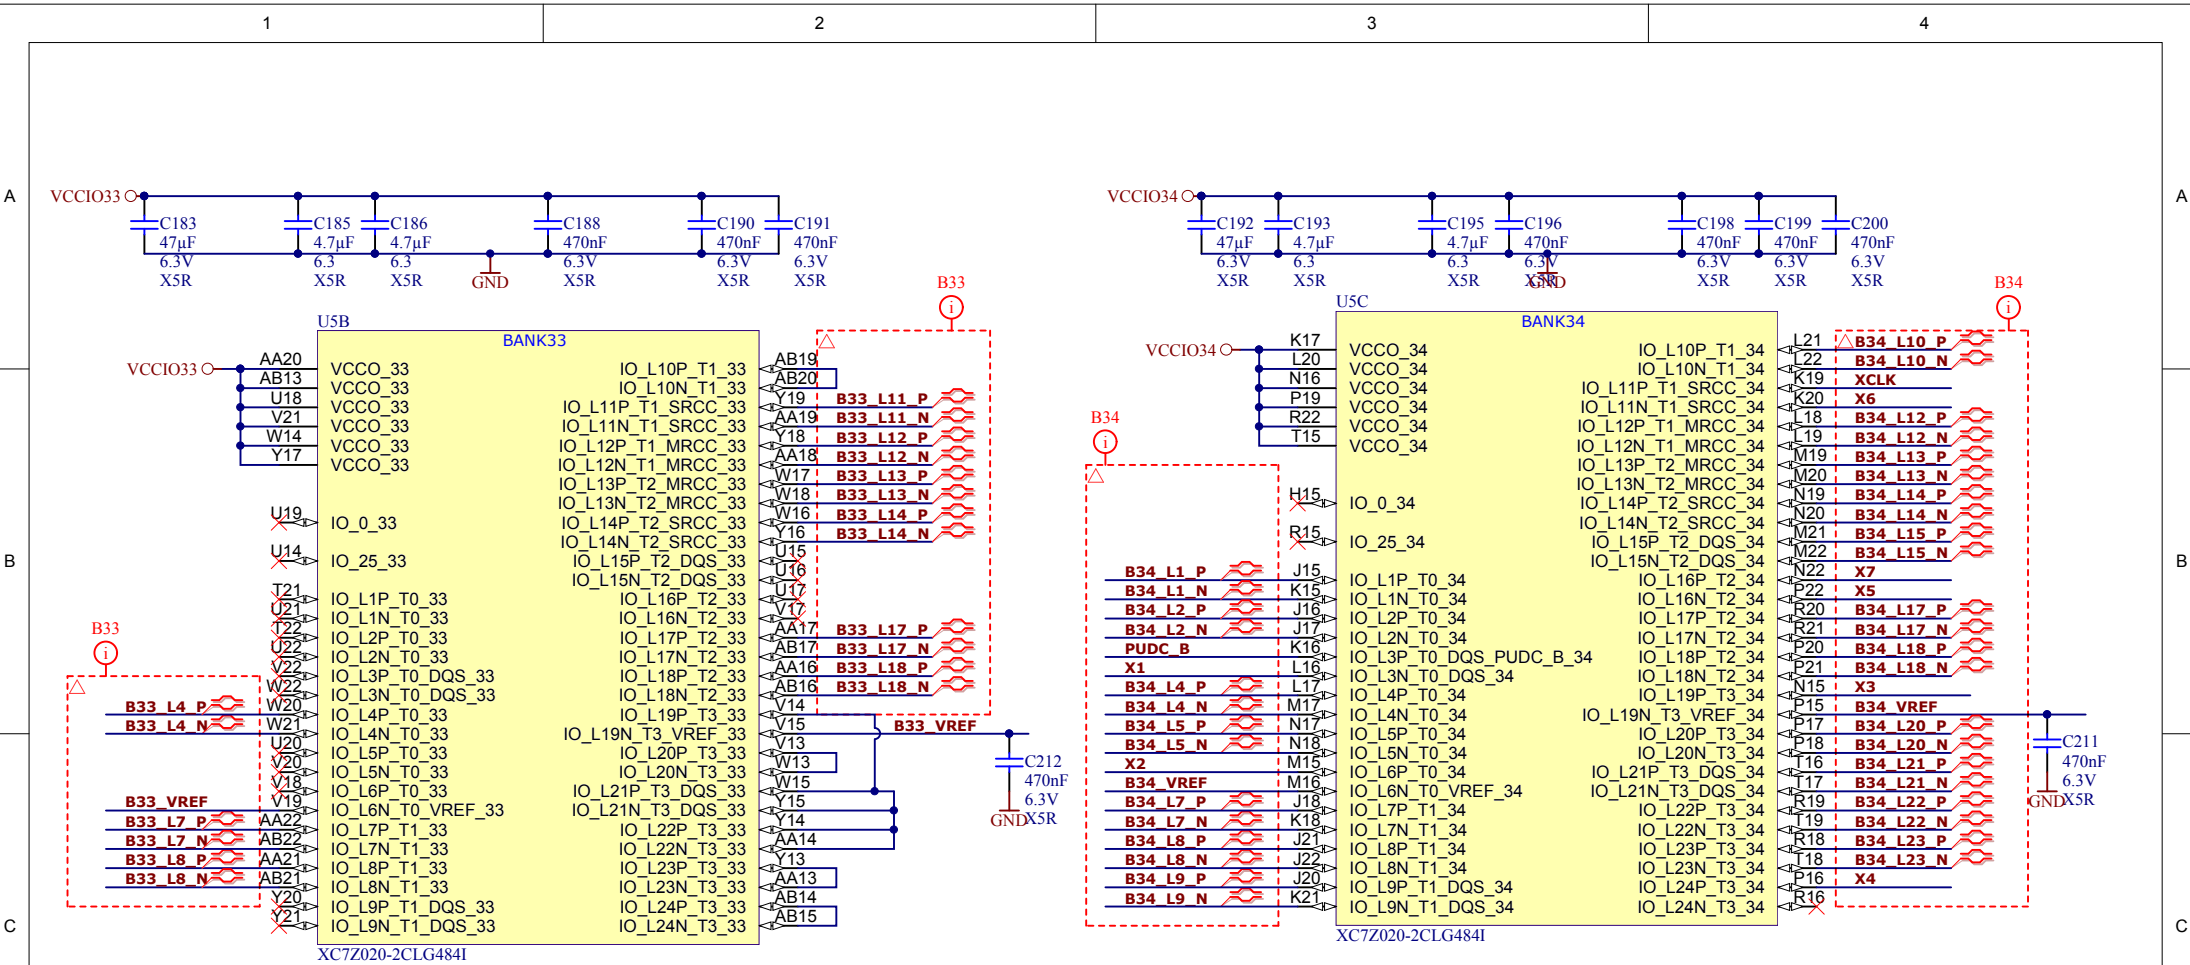 1 2 3 4
A A
VCCIO33
C183 47µF 6.3V X5R
C185 4.7µF 6.3 X5R
C186 4.7µF 6.3 X5R
C188 470nF 6.3V X5R
C190 470nF 6.3V X5R
C191 470nF 6.3V X5R
GND
VCCIO34
C192 47µF 6.3V X5R
C193 4.7µF 6.3V X5R
C195 4.7µF 6.3 X5R
C196 470nF 6.3V X5R
C198 470nF 6.3V X5R
C199 470nF 6.3V X5R
C200 470nF 6.3V X5R
GND
B33
i
U5B
BANK33
VCCIO33
AA20 VCCO_33
AB13 VCCO_33
U18 VCCO_33
V21 VCCO_33
W14 VCCO_33
Y17 VCCO_33
B B
U19 IO_0_33
U14 IO_25_33
T21 IO_L1P_T0_33
U21 IO_L1N_T0_33
T22 IO_L2P_T0_33
U22 IO_L2N_T0_33
V22 IO_L3P_T0_DQS_33
W22 IO_L3N_T0_DQS_33
B33
i
B33_L4_P W20 IO_L4P_T0_33
B33_L4_N W21 IO_L4N_T0_33
U20 IO_L5P_T0_33
V20 IO_L5N_T0_33
V18 IO_L6P_T0_33
B33_VREF V19 IO_L6N_T0_VREF_33
B33_L7_P AA22 IO_L7P_T1_33
B33_L7_N AB22 IO_L7N_T1_33
B33_L8_P AA21 IO_L8P_T1_33
B33_L8_N AB21 IO_L8N_T1_33
Y20 IO_L9P_T1_DQS_33
Y21 IO_L9N_T1_DQS_33
IO_L10P_T1_33 AB19
IO_L10N_T1_33 AB20
IO_L11P_T1_SRCC_33 Y19 B33_L11_P
IO_L11N_T1_SRCC_33 AA19 B33_L11_N
IO_L12P_T1_MRCC_33 Y18 B33_L12_P
IO_L12N_T1_MRCC_33 AA18 B33_L12_N
IO_L13P_T2_MRCC_33 W17 B33_L13_P
IO_L13N_T2_MRCC_33 W18 B33_L13_N
IO_L14P_T2_SRCC_33 W16 B33_L14_P
IO_L14N_T2_SRCC_33 Y16 B33_L14_N
IO_L15P_T2_DQS_33 U15
IO_L15N_T2_DQS_33 U16
IO_L16P_T2_33 U17
IO_L16N_T2_33 V17
IO_L17P_T2_33 AA17 B33_L17_P
IO_L17N_T2_33 AB17 B33_L17_N
IO_L18P_T2_33 AA16 B33_L18_P
IO_L18N_T2_33 AB16 B33_L18_N
IO_L19P_T3_33 V14
IO_L19N_T3_VREF_33 V15 B33_VREF
IO_L20P_T3_33 V13
IO_L20N_T3_33 W13
IO_L21P_T3_DQS_33 W15
IO_L21N_T3_DQS_33 Y15
IO_L22P_T3_33 Y14
IO_L22N_T3_33 AA14
IO_L23P_T3_33 Y13
IO_L23N_T3_33 AA13
IO_L24P_T3_33 AB14
IO_L24N_T3_33 AB15
C212 470nF 6.3V X5R
GND
XC7Z020-2CLG484I
U5C
BANK34
VCCIO34
K17 VCCO_34
L20 VCCO_34
N16 VCCO_34
P19 VCCO_34
R22 VCCO_34
T15 VCCO_34
H15 IO_0_34
R15 IO_25_34
B34
i
B34_L1_P J15 IO_L1P_T0_34
B34_L1_N K15 IO_L1N_T0_34
B34_L2_P J16 IO_L2P_T0_34
B34_L2_N J17 IO_L2N_T0_34
PUDC_B K16 IO_L3P_T0_DQS_PUDC_B_34
X1 L16 IO_L3N_T0_DQS_34
B34_L4_P L17 IO_L4P_T0_34
B34_L4_N M17 IO_L4N_T0_34
B34_L5_P N17 IO_L5P_T0_34
B34_L5_N N18 IO_L5N_T0_34
X2 M15 IO_L6P_T0_34
B34_VREF M16 IO_L6N_T0_VREF_34
B34_L7_P J18 IO_L7P_T1_34
B34_L7_N K18 IO_L7N_T1_34
B34_L8_P J21 IO_L8P_T1_34
B34_L8_N J22 IO_L8N_T1_34
B34_L9_P J20 IO_L9P_T1_DQS_34
B34_L9_N K21 IO_L9N_T1_DQS_34
B34
i
IO_L10P_T1_34 L21 B34_L10_P
IO_L10N_T1_34 L22 B34_L10_N
IO_L11P_T1_SRCC_34 K19 XCLK
IO_L11N_T1_SRCC_34 K20 X6
IO_L12P_T1_MRCC_34 L18 B34_L12_P
IO_L12N_T1_MRCC_34 L19 B34_L12_N
IO_L13P_T2_MRCC_34 M19 B34_L13_P
IO_L13N_T2_MRCC_34 M20 B34_L13_N
IO_L14P_T2_SRCC_34 N19 B34_L14_P
IO_L14N_T2_SRCC_34 N20 B34_L14_N
IO_L15P_T2_DQS_34 M21 B34_L15_P
IO_L15N_T2_DQS_34 M22 B34_L15_N
IO_L16P_T2_34 N22 X7
IO_L16N_T2_34 P22 X5
IO_L17P_T2_34 R20 B34_L17_P
IO_L17N_T2_34 R21 B34_L17_N
IO_L18P_T2_34 P20 B34_L18_P
IO_L18N_T2_34 P21 B34_L18_N
IO_L19P_T3_34 N15 X3
IO_L19N_T3_VREF_34 P15 B34_VREF
IO_L20P_T3_34 P17 B34_L20_P
IO_L20N_T3_34 P18 B34_L20_N
IO_L21P_T3_DQS_34 T16 B34_L21_P
IO_L21N_T3_DQS_34 T17 B34_L21_N
IO_L22P_T3_34 R19 B34_L22_P
IO_L22N_T3_34 T19 B34_L22_N
IO_L23P_T3_34 R18 B34_L23_P
IO_L23N_T3_34 T18 B34_L23_N
IO_L24P_T3_34 P16 X4
IO_L24N_T3_34 R16
C211 470nF 6.3V X5R
GND
XC7Z020-2CLG484I
C C